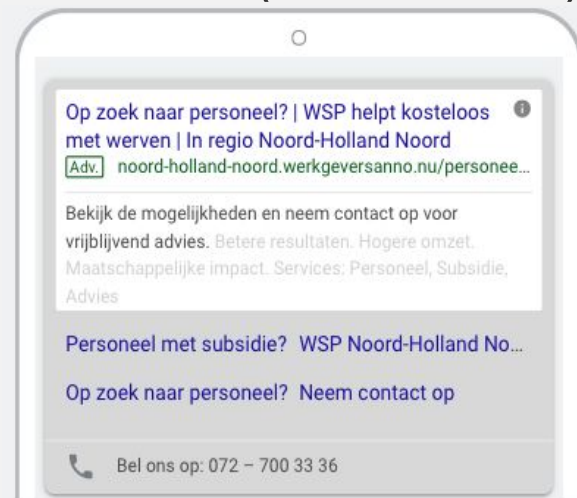 Op zoek naar personeel? | WSP helpt kosteloos
met werven | In regio Noord-Holland Noord
Adv. noord-holland-noord.werkgeversanno.nu/personee...
Bekijk de mogelijkheden en neem contact op voor
vrijblijvend advies. Betere resultaten. Hogere omzet.
Maatschappelijke impact. Services: Personeel, Subsidie,
Advies
Personeel met subsidie? WSP Noord-Holland No...
Op zoek naar personeel? Neem contact op
Bel ons op: 072 – 700 33 36